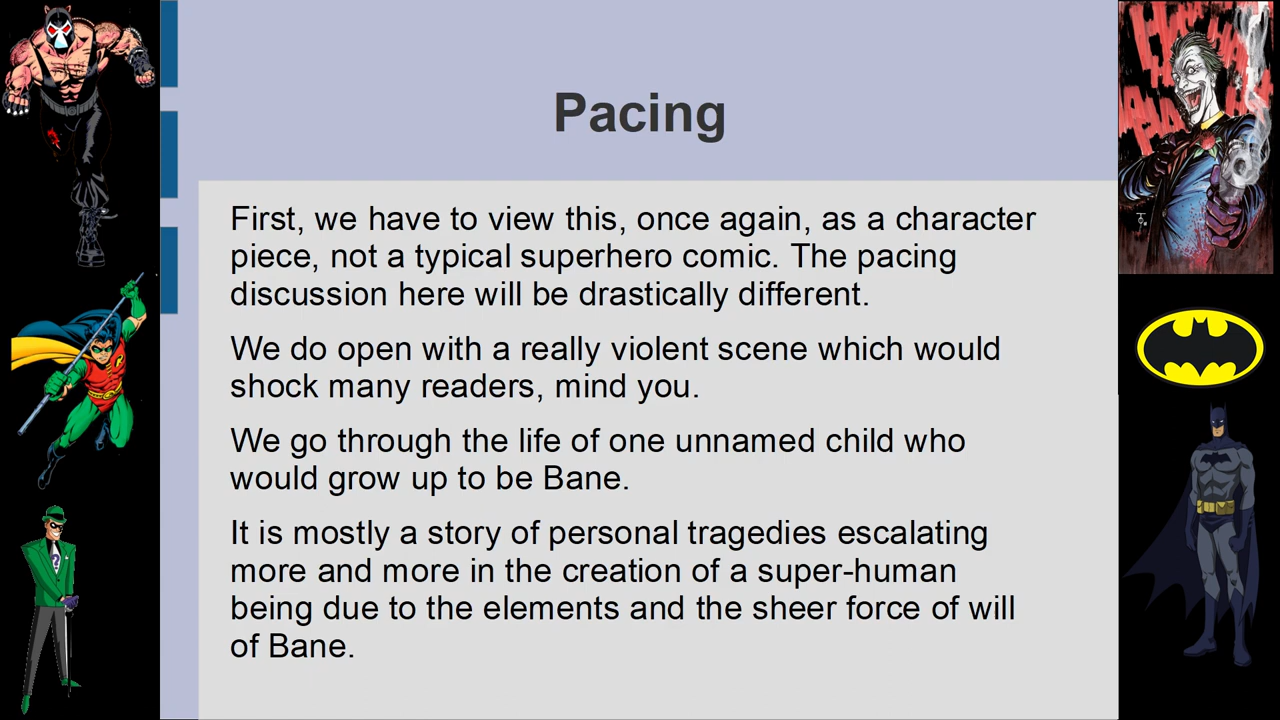 Pacing
First, we have to view this, once again, as a character
piece, not a typical superhero comic. The pacing
discussion here will be drastically different.
We do open with a really violent scene which would
shock many readers, mind you.
We go through the life of one unnamed child who
would grow up to be Bane.
It is mostly a story of personal tragedies escalating
more and more in the creation of a super-human
being due to the elements and the sheer force of will
of Bane.